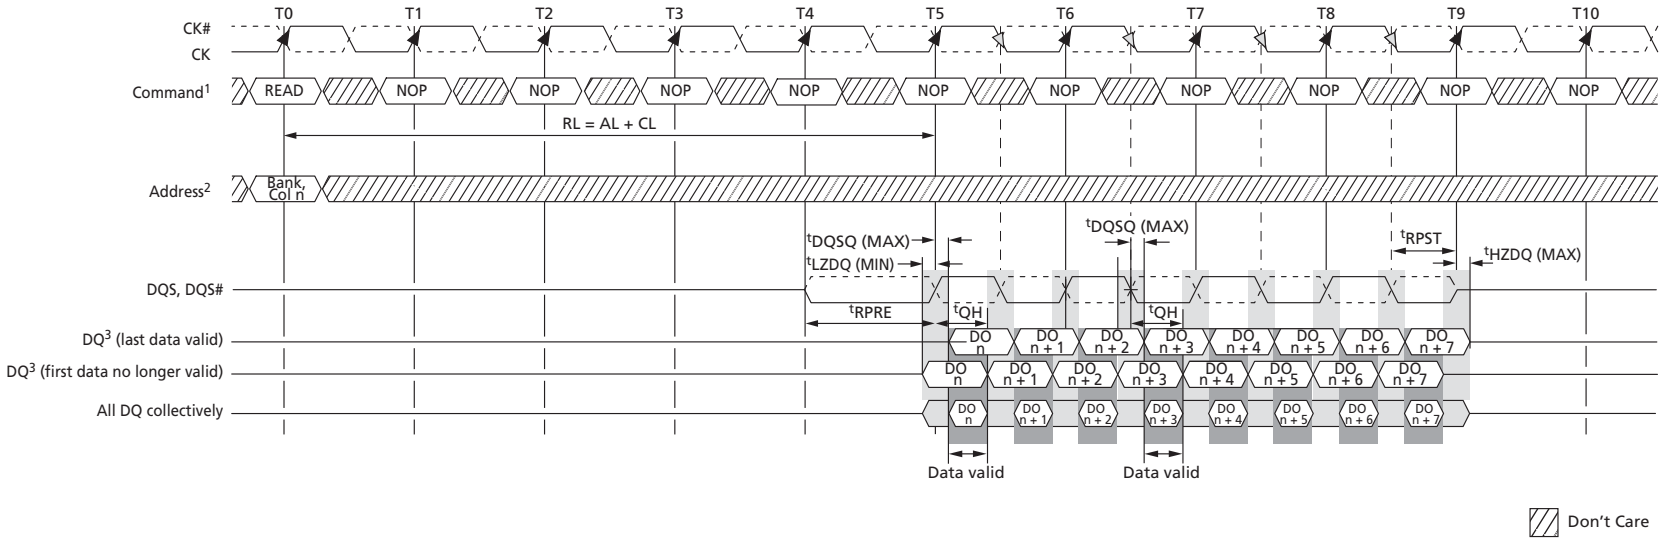 T0 T1 T2 T3 T4 T5 T6 T7 T8 T9 T10
CK#
CK
Command1 READ NOP NOP NOP NOP NOP NOP NOP NOP NOP NOP
RL = AL + CL
Address2 Bank, Col n
tDQSQ (MAX) tDQSQ (MAX) tRPST
tLZDQ (MIN) tHZDQ (MAX)
DQS, DQS#
tRPRE tQH tQH
DQ3 (last data valid) DO n DO n + 1 DO n + 2 DO n + 3 DO n + 4 DO n + 5 DO n + 6 DO n + 7
DQ3 (first data no longer valid) DO n DO n + 1 DO n + 2 DO n + 3 DO n + 4 DO n + 5 DO n + 6 DO n + 7
All DQ collectively DO n DO n + 1 DO n + 2 DO n + 3 DO n + 4 DO n + 5 DO n + 6 DO n + 7
Data valid Data valid
Don't Care